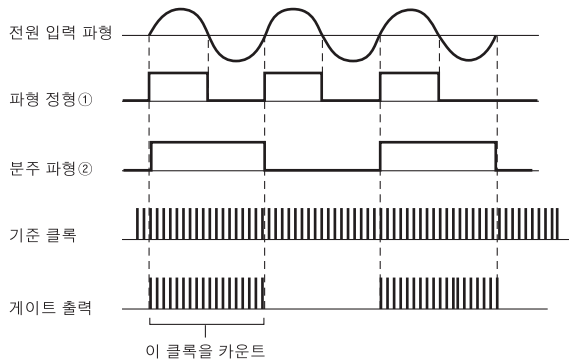 전원 입력 파형
파형 정형①
분주 파형②
기준 클록
게이트 출력
이 클록을 카운트